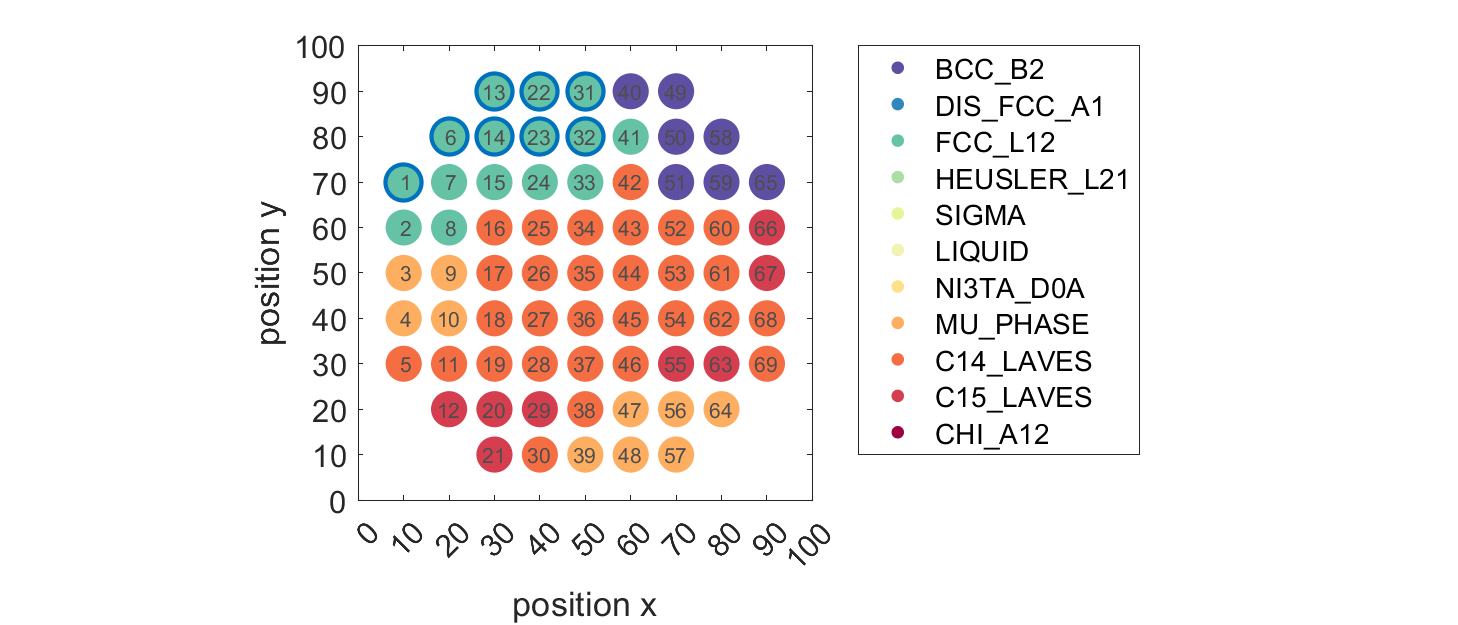 100
90
80
70
60
50
40
30
20
10
0
position y
13 22 31 40 49
6 14 23 32 41 50 58
1 7 15 24 33 42 51 59 65
2 8 16 25 34 43 52 60 66
3 9 17 26 35 44 53 61 67
4 10 18 27 36 45 54 62 68
5 11 19 28 37 46 55 63 69
12 20 29 38 47 56 64
21 30 39 48 57
0 10 20 30 40 50 60 70 80 90 100
position x
BCC_B2
DIS_FCC_A1
FCC_L12
HEUSLER_L21
SIGMA
LIQUID
NI3TA_D0A
MU_PHASE
C14_LAVES
C15_LAVES
CHI_A12